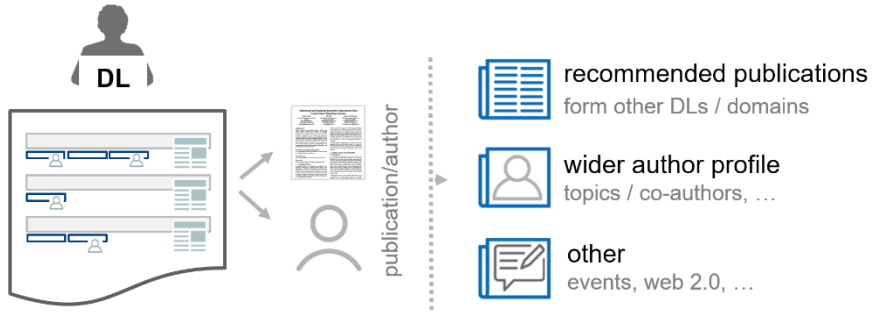 DL
publication/author
recommended publications
form other DLs / domains
wider author profile
topics / co-authors, ...
other
events, web 2.0, ...